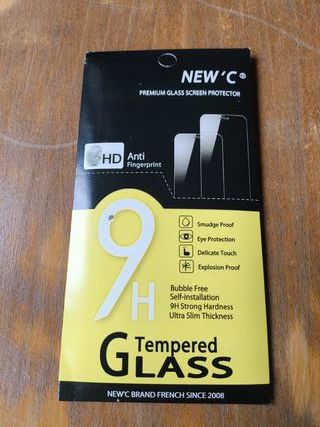 NEW'C®
PREMIUM GLASS SCREEN PROTECTOR
HD
Anti
Fingerprint
Smudge Proof
Eye Protection
Delicate Touch
Explosion Proof
9H
Bubble Free
Self-installation
9H Strong Hardness
Ultra Slim Thickness
Tempered
GLASS
NEW'C BRAND FRENCH SINCE 2008